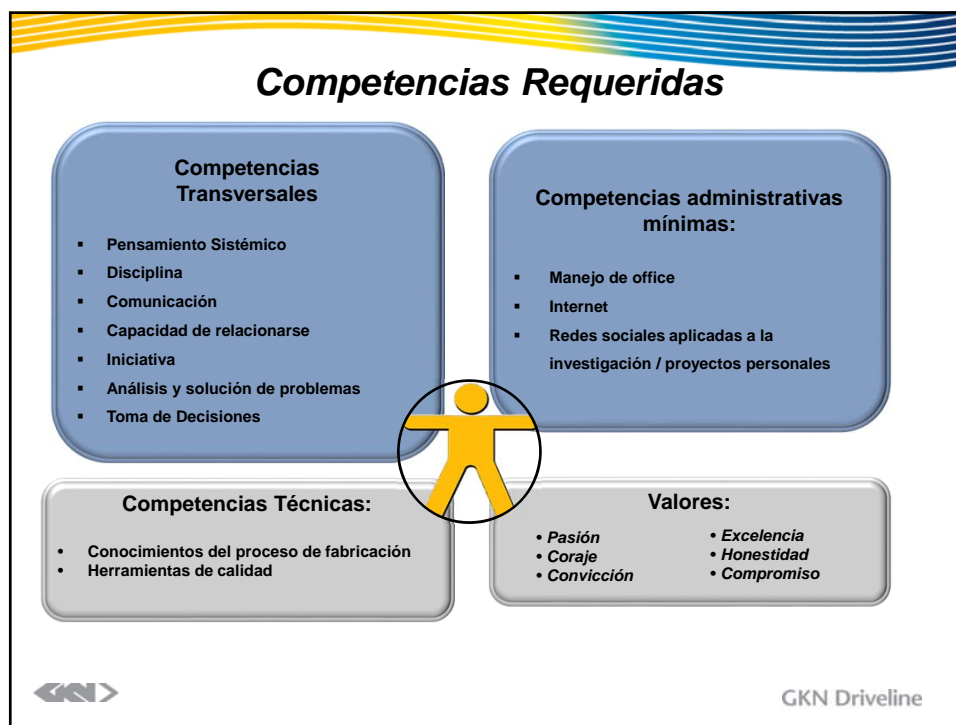 Competencias Requeridas
Competencias
Transversales
▪ Pensamiento Sistémico
▪ Disciplina
▪ Comunicación
▪ Capacidad de relacionarse
▪ Iniciativa
▪ Análisis y solución de problemas
▪ Toma de Decisiones
Competencias administrativas
mínimas:
▪ Manejo de office
▪ Internet
▪ Redes sociales aplicadas a la
investigación / proyectos personales
Competencias Técnicas:
• Conocimientos del proceso de fabricación
• Herramientas de calidad
Valores:
• Pasión
• Coraje
• Convicción
• Excelencia
• Honestidad
• Compromiso
GKN
GKN Driveline